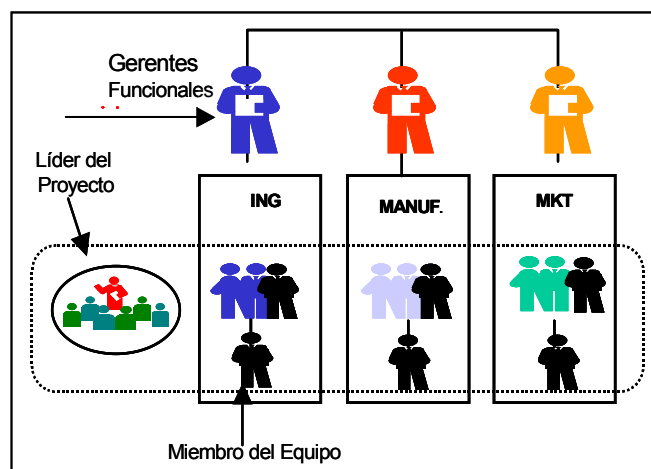 Gerentes
Funcionales
Líder del
Proyecto
ING
MANUF.
MKT
Miembro del Equipo